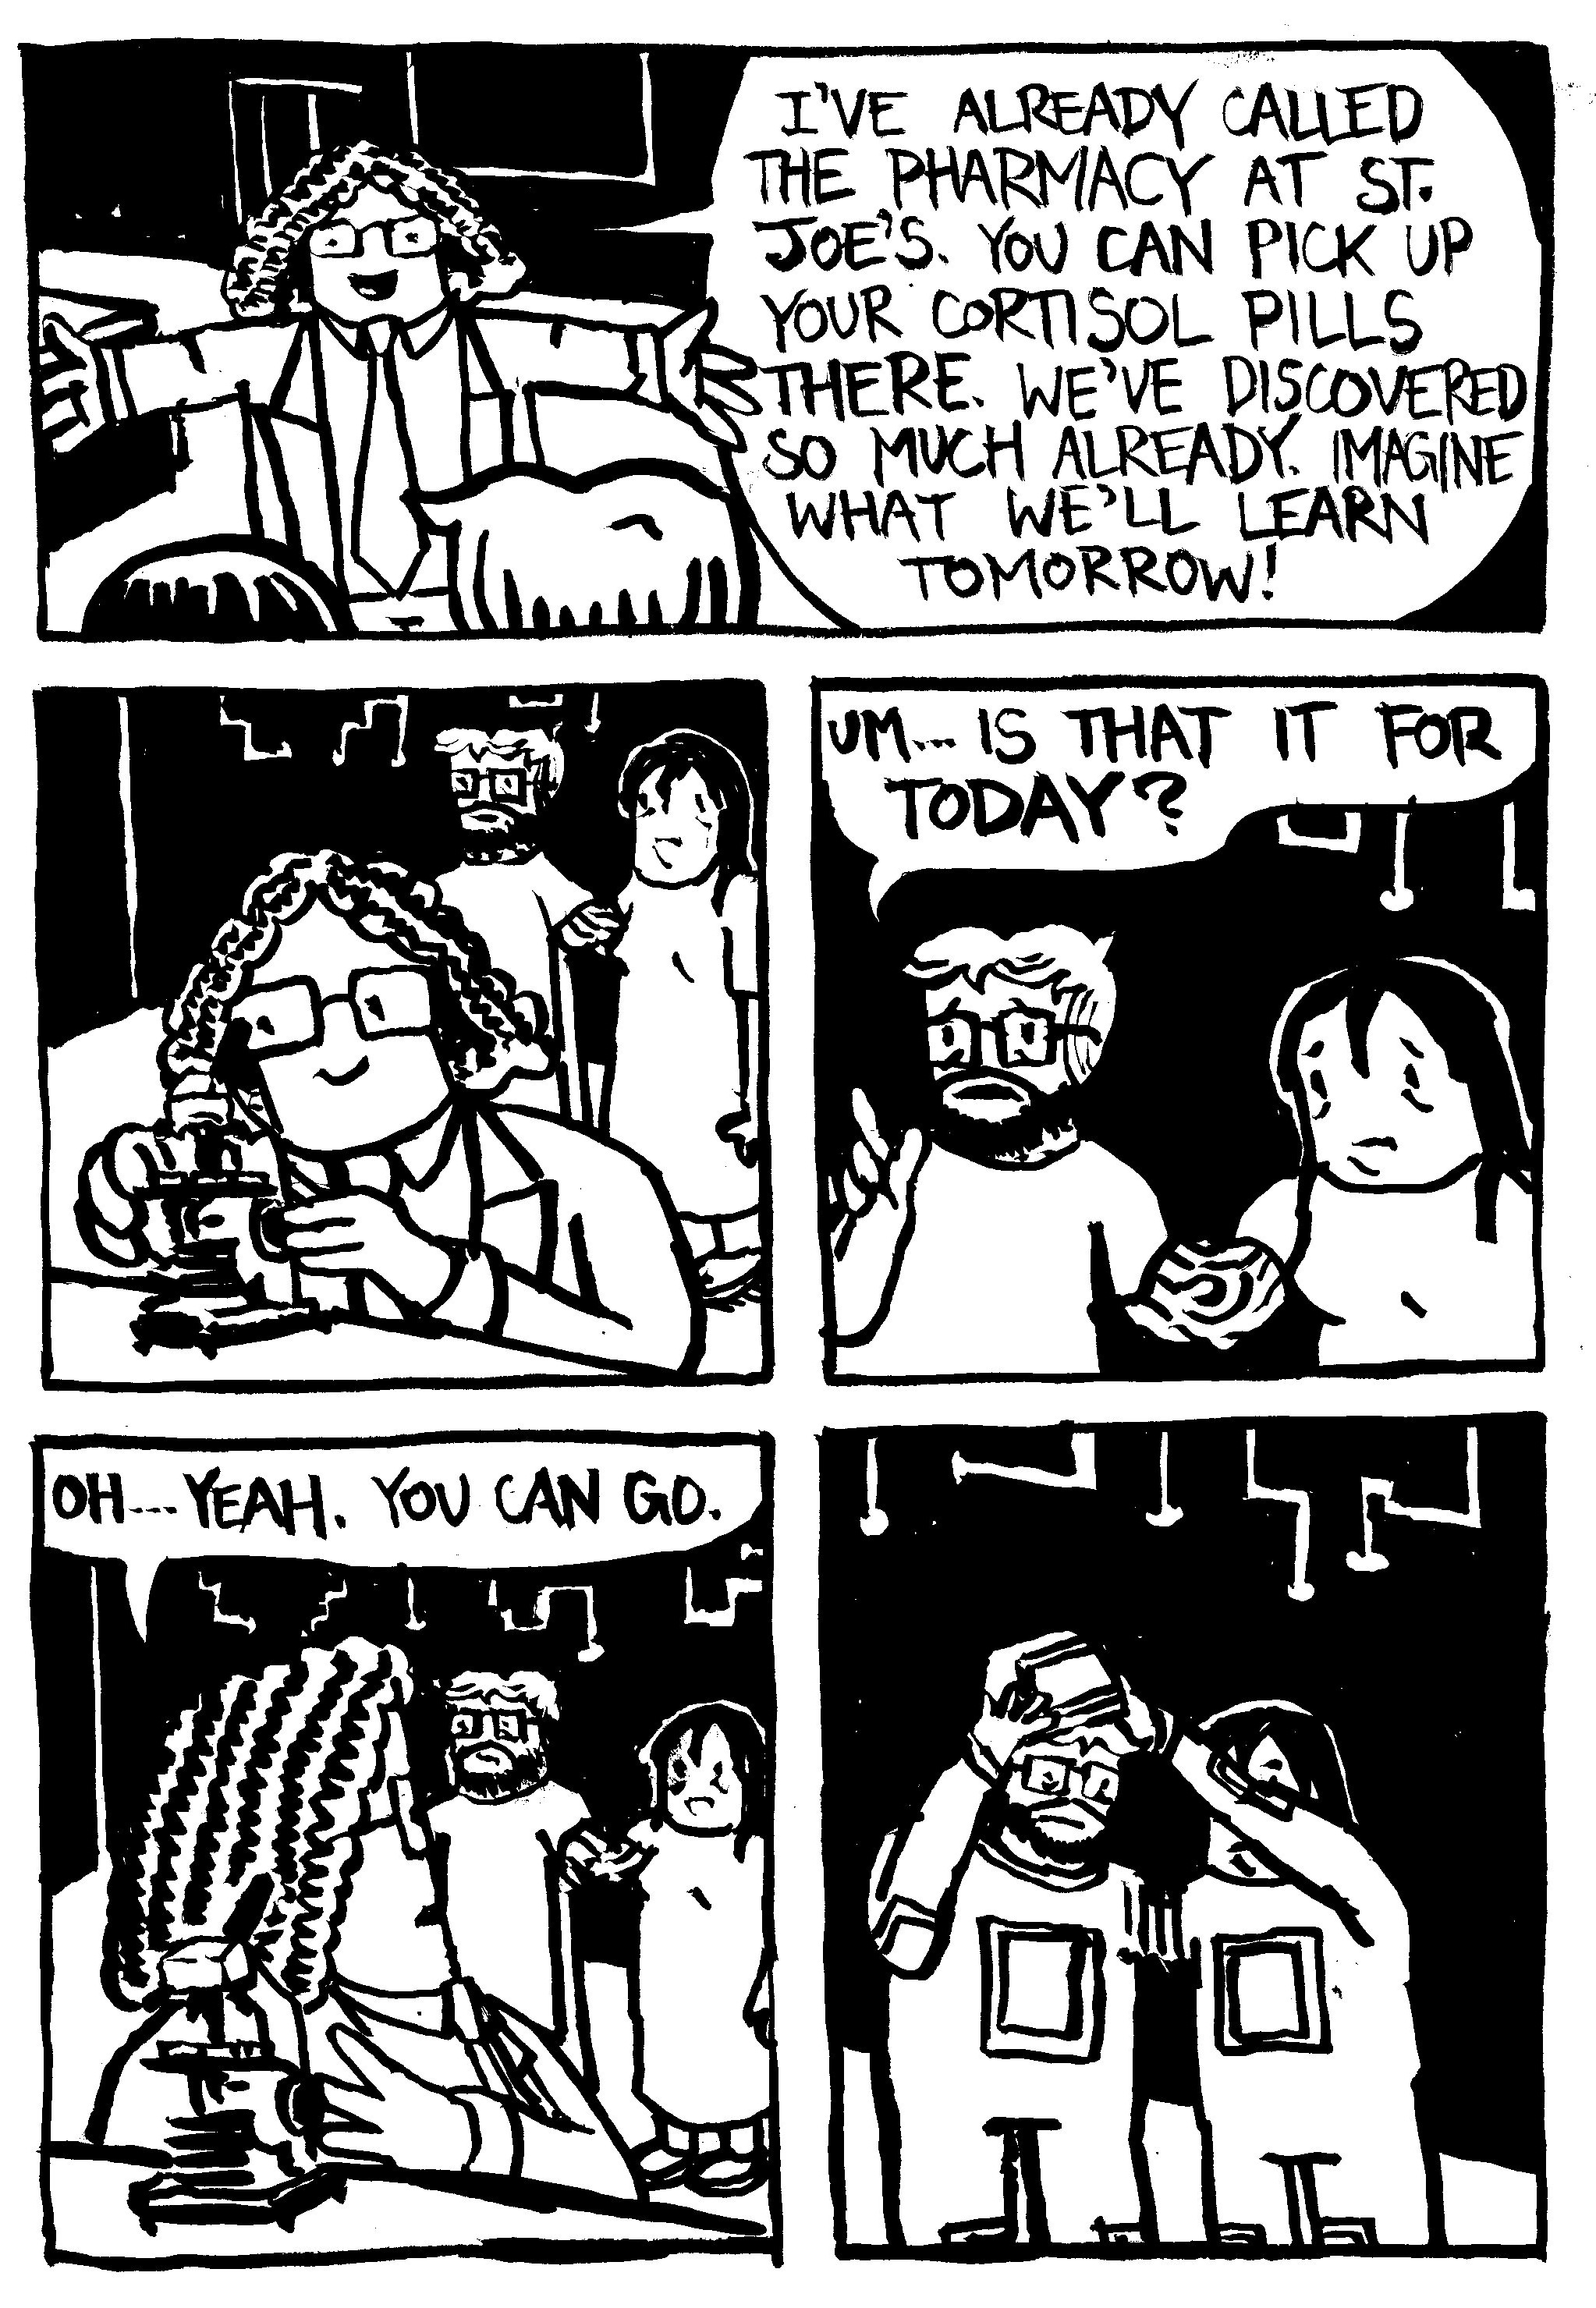 I'VE ALREADY CALLED
THE PHARMACY AT ST.
JOE'S. YOU CAN PICK UP
YOUR CORTISOL PILLS
THERE. WE'VE DISCOVERED
SO MUCH ALREADY. IMAGINE
WHAT WE'LL LEARN
TOMORROW!
UM... IS THAT IT FOR
TODAY?
OH... YEAH. YOU CAN GO.